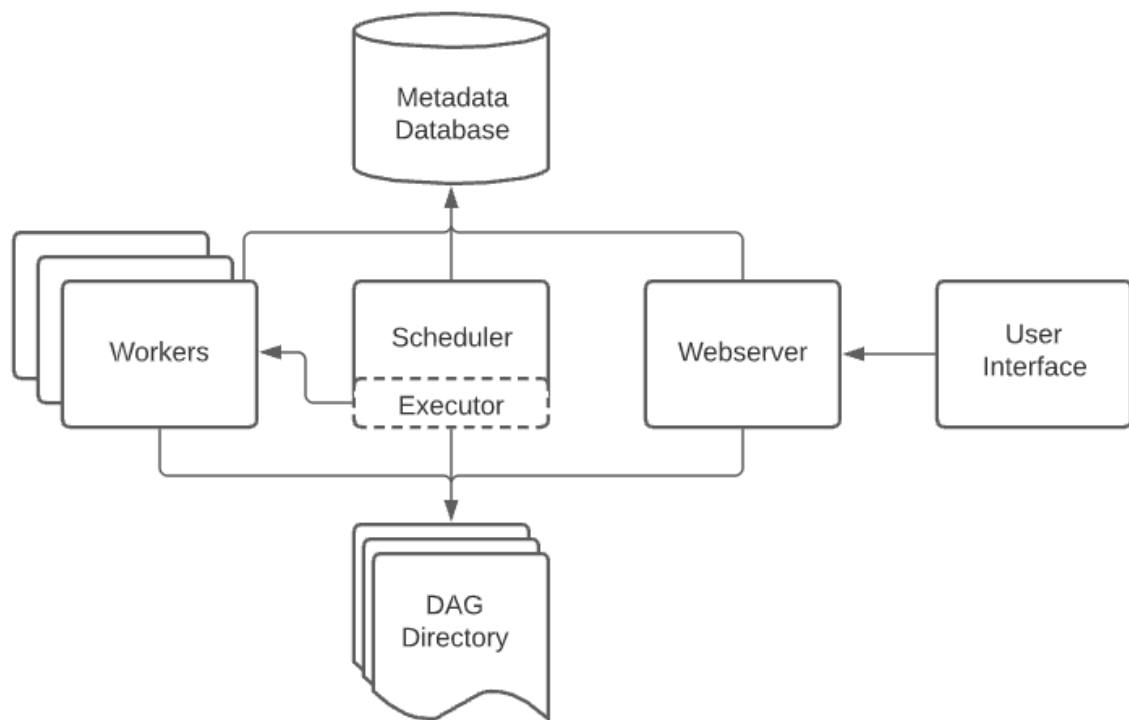 Metadata
Database
Workers
Scheduler
Executor
Webserver
User
Interface
DAG
Directory